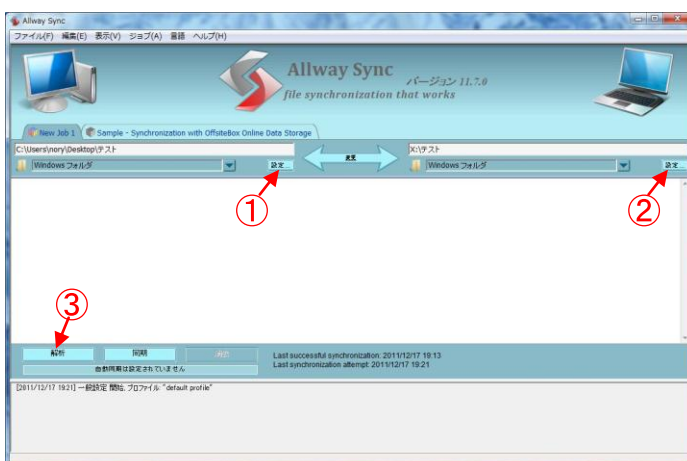 Allway Sync
ファイル(F) 編集(E) 表示(V) ジョブ(A) 言語 ヘルプ(H)
Allway Sync バージョン 11.7.0
file synchronization that works
New Job 1 Sample - Synchronization with OffsiteBox Online Data Storage
C:\Users\nory\Desktop\テスト X:\テスト
Windows フォルダ 設定... 変更 Windows フォルダ 設定...
① ②
③
解析 同期
自動同期は設定されていません
Last successful synchronization: 2011/12/17 19:13
Last synchronization attempt: 2011/12/17 19:21
[2011/12/17 19:21] 一般設定 開始. プロファイル "default profile"